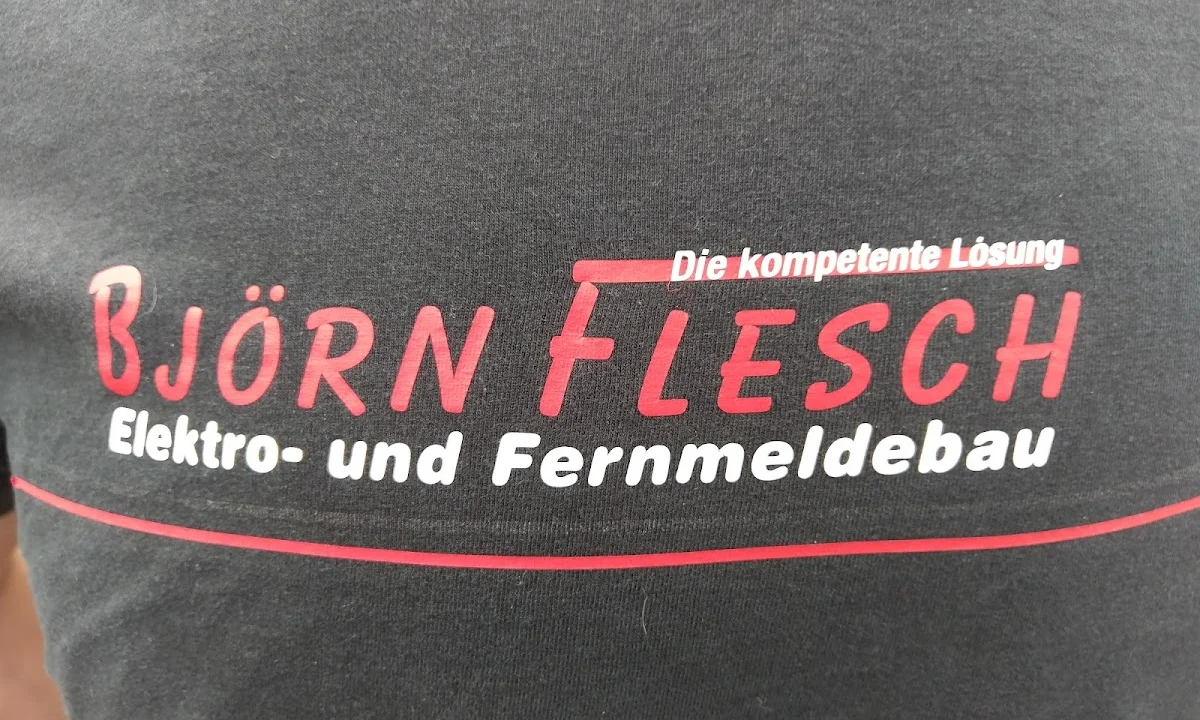 Die kompetente Lösung
BJÖRN FLESCH
Elektro- und Fernmeldebau